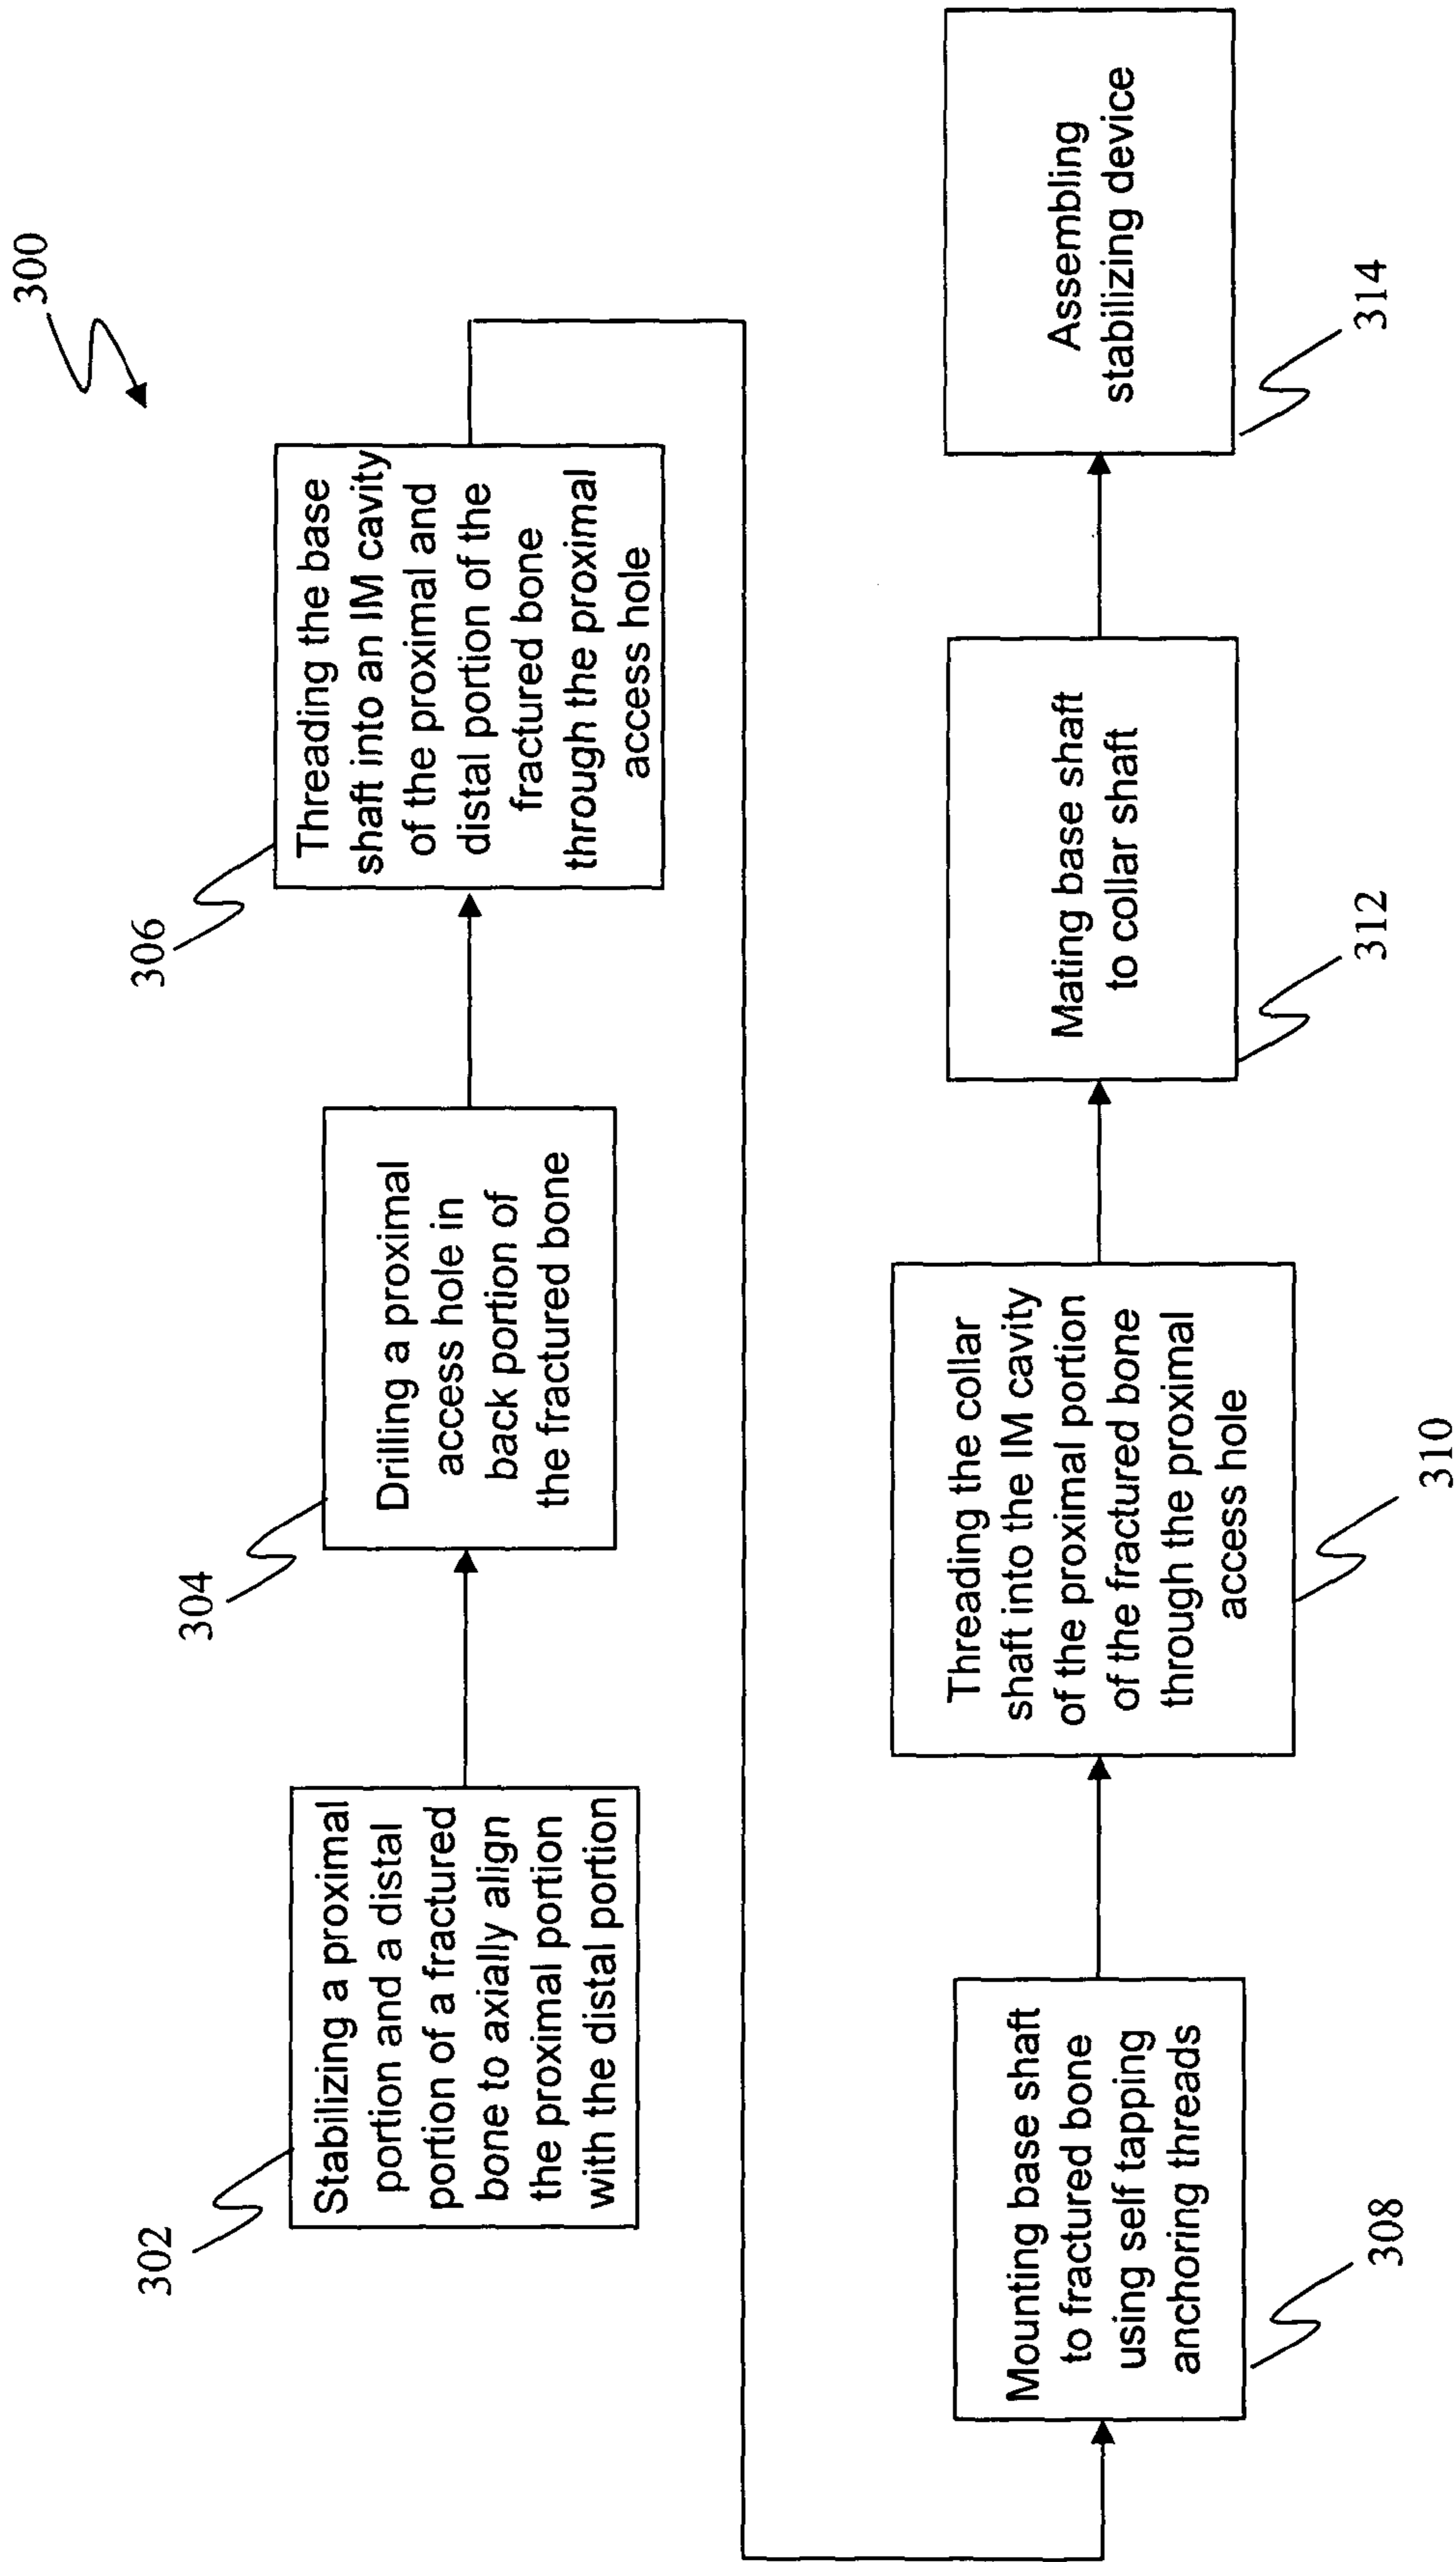 300
302
Stabilizing a proximal
portion and a distal
portion of a fractured
bone to axially align
the proximal portion
with the distal portion
304
Drilling a proximal
access hole in
back portion of
the fractured bone
306
Threading the base
shaft into an IM cavity
of the proximal and
distal portion of the
fractured bone
through the proximal
access hole
Mounting base shaft
to fractured bone
using self tapping
anchoring threads
308
Threading the collar
shaft into the IM cavity
of the proximal portion
of the fractured bone
through the proximal
access hole
310
Mating base shaft
to collar shaft
312
Assembling
stabilizing device
314